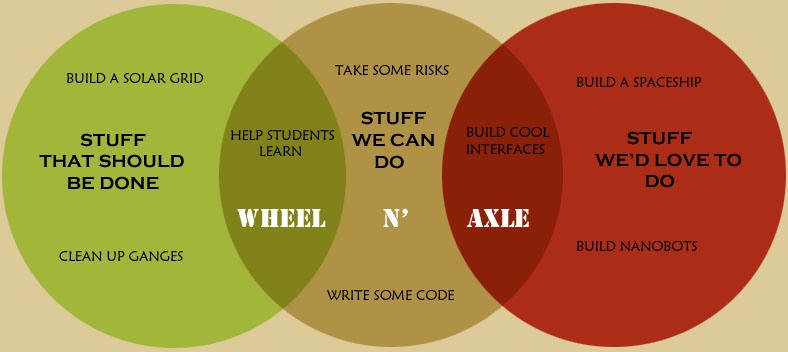 BUILD A SOLAR GRID
STUFF
THAT SHOULD
BE DONE
CLEAN UP GANGES
HELP STUDENTS
LEARN
WHEEL
TAKE SOME RISKS
STUFF
WE CAN
DO
N'
WRITE SOME CODE
BUILD COOL
INTERFACES
AXLE
BUILD A SPACESHIP
STUFF
WE'D LOVE TO
DO
BUILD NANOBOTS